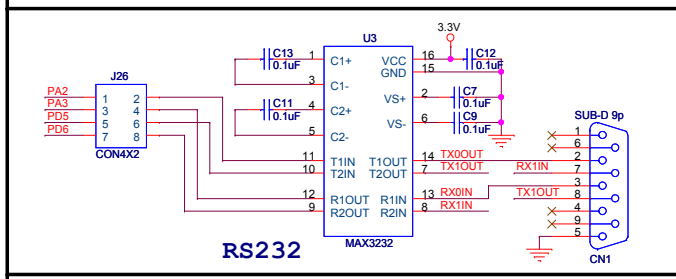 3.3V
U3
C13
0.1uF
1
C1+
VCC
16
C12
0.1uF
GND
15
3
C1-
J26
C11
0.1uF
4
C2+
VS+
2
C7
0.1uF
PA2
1
2
PA3
3
4
PD5
5
6
PD6
7
8
CON4X2
5
C2-
VS-
6
C9
0.1uF
SUB-D 9p
1
6
11
T1IN
T1OUT
14
TX0OUT
2
10
T2IN
T2OUT
7
TX1OUT
RX1IN
7
3
12
R1OUT
R1IN
13
RX0IN
TX1OUT
8
9
R2OUT
R2IN
8
RX1IN
4
9
5
RS232
MAX3232
CN1